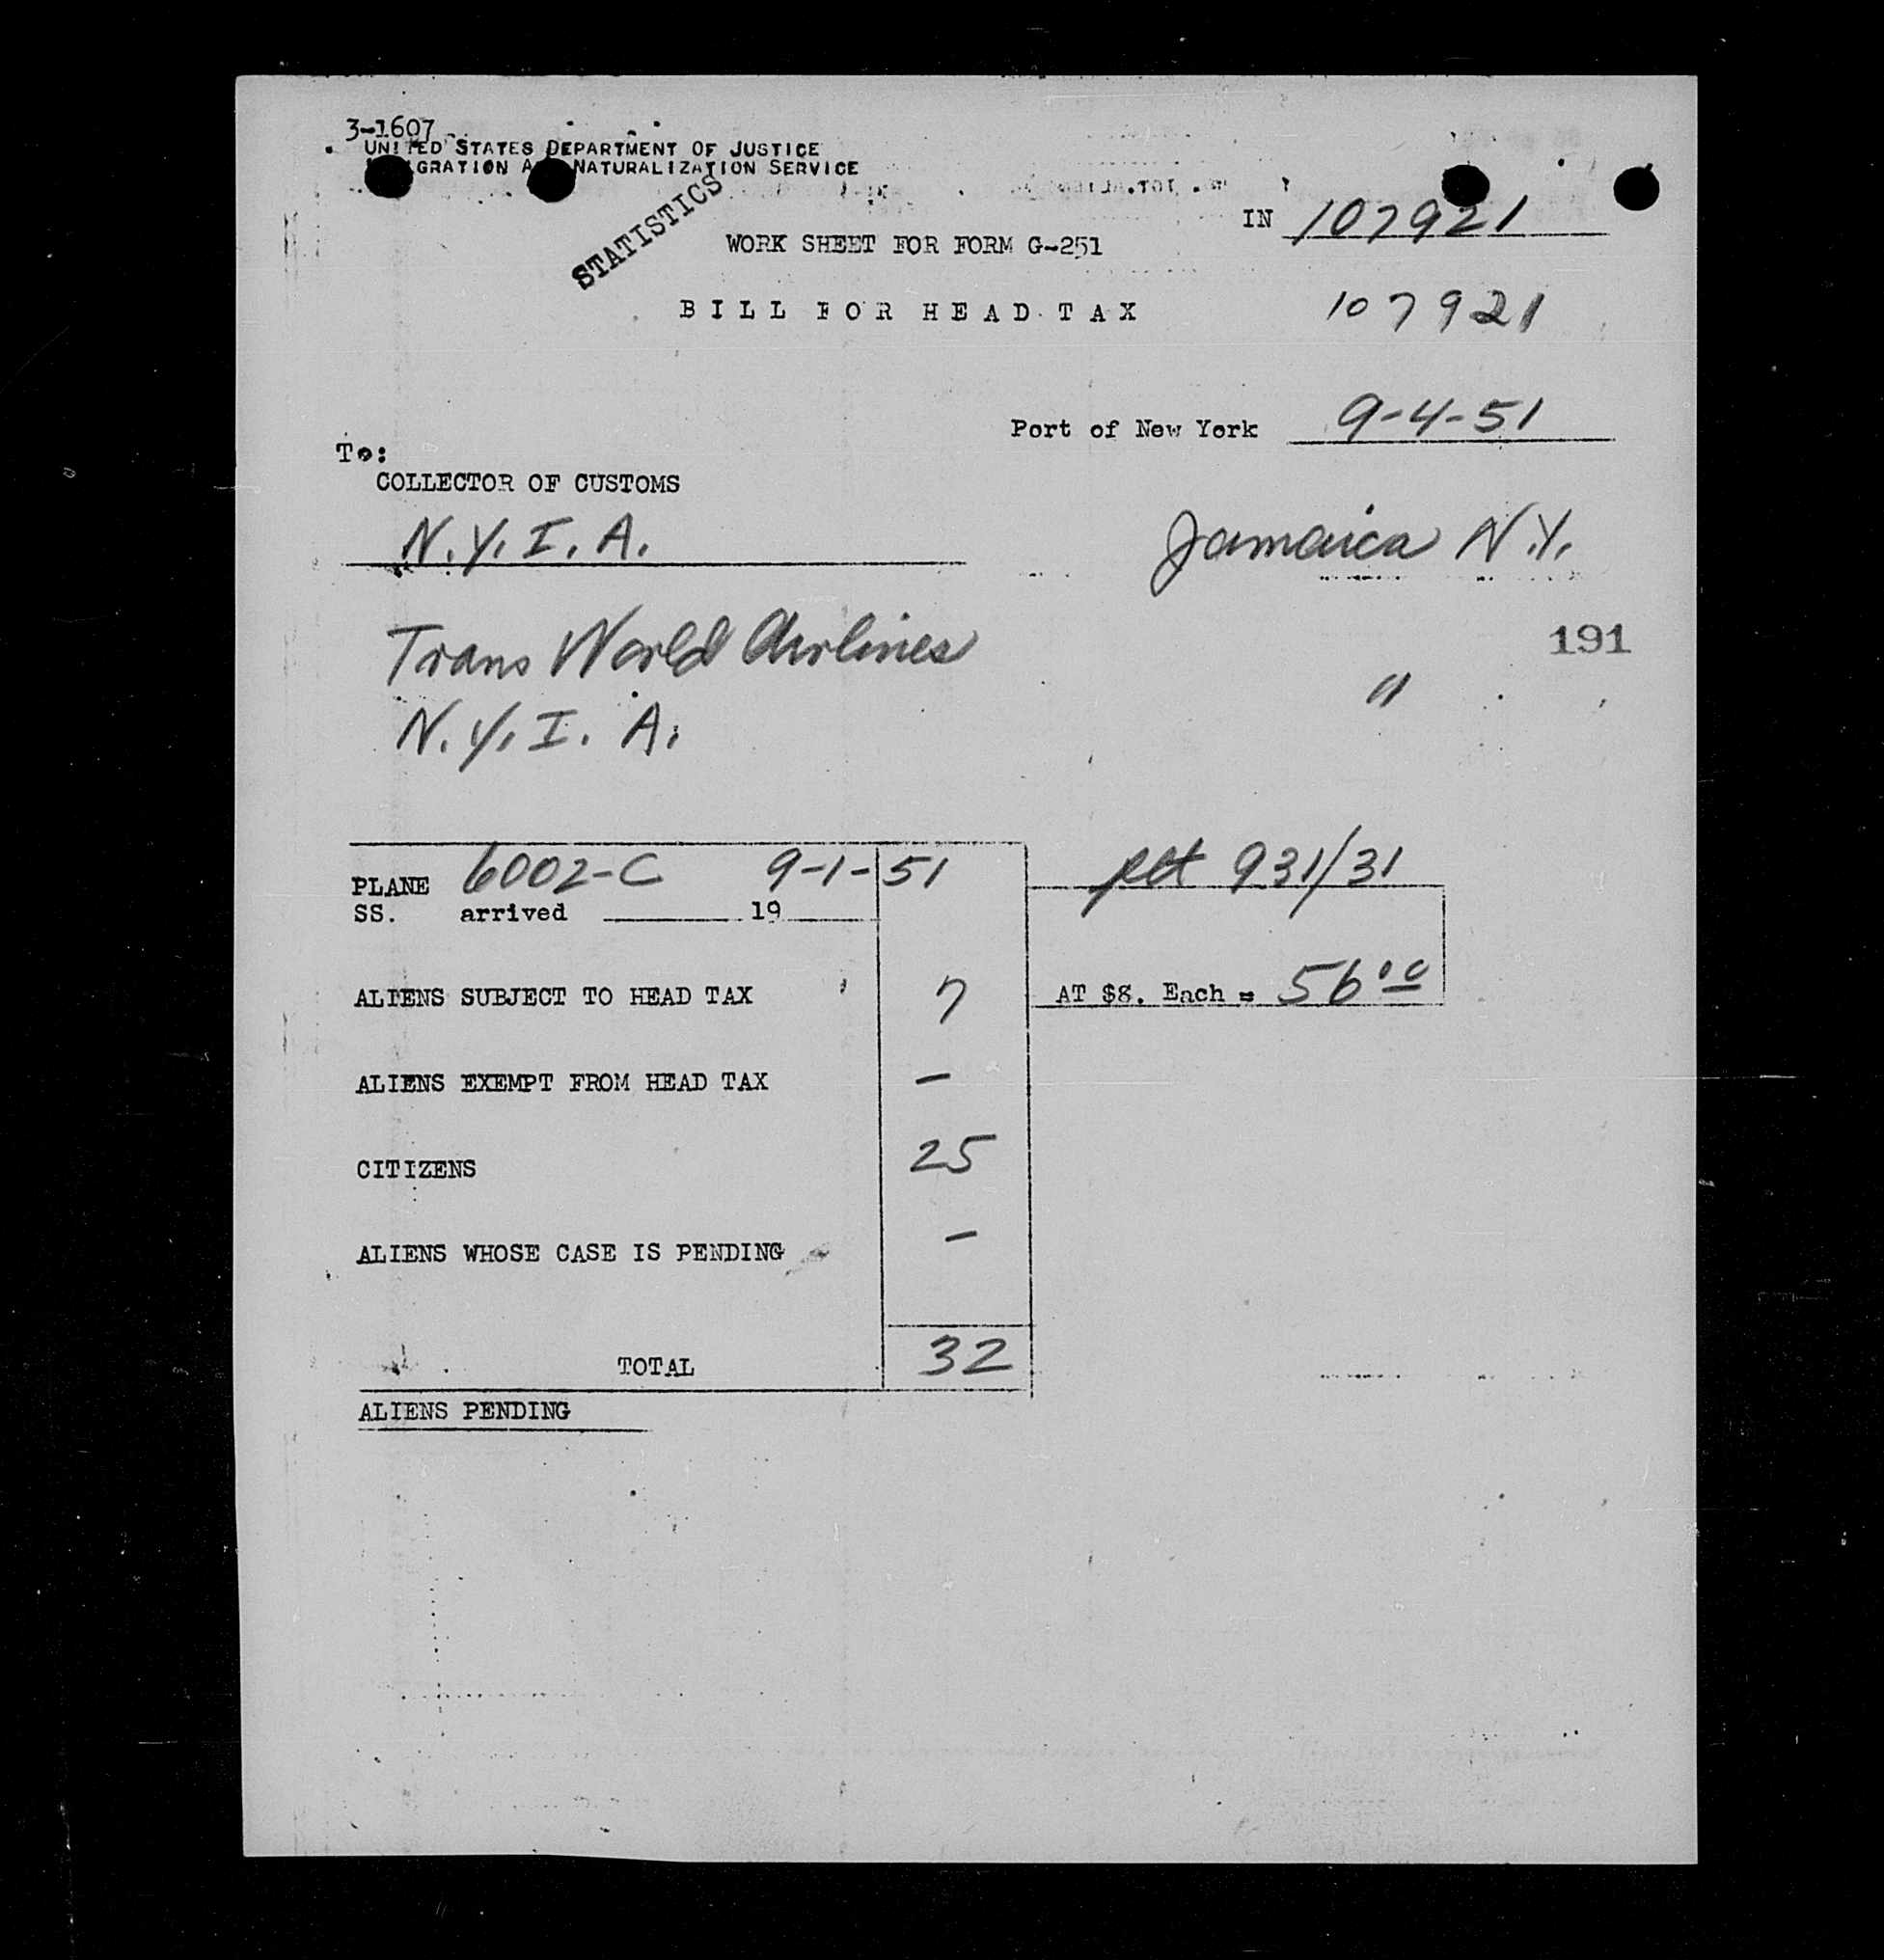 3-1607
UNITED STATES DEPARTMENT OF JUSTICE
NATURALIZATION SERVICE
STATISTICS
IN 107921
WORK SHEET FOR FORM G-251
BILL FOR HEAD TAX 107921
Port of New York 9-4-51
To:
COLLECTOR OF CUSTOMS
N.Y.I.A. Jamaica N.Y.
Trans World Airlines 191
N.Y.I.A. "
PLANE 6002-C 9-1-51 flt 931/31
SS. arrived 19
ALIENS SUBJECT TO HEAD TAX 7 AT $8. Each = 56 00
ALIENS EXEMPT FROM HEAD TAX -
CITIZENS 25
ALIENS WHOSE CASE IS PENDING -
TOTAL 32
ALIENS PENDING